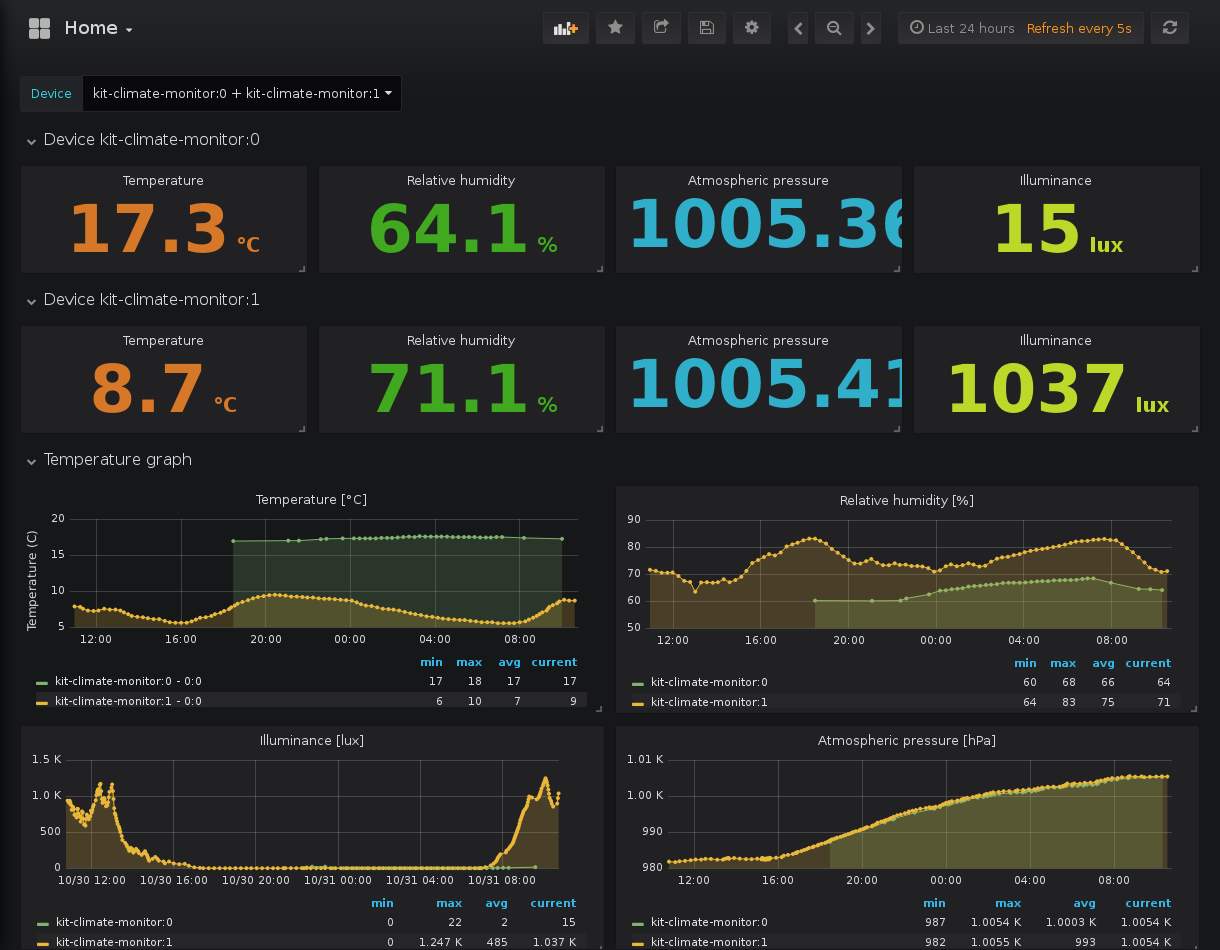 Home
Last 24 hours Refresh every 5s
Device kit-climate-monitor:0 + kit-climate-monitor:1
Device kit-climate-monitor:0
Temperature Relative humidity Atmospheric pressure Illuminance
17.3 °C 64.1 % 1005.36 15 lux
Device kit-climate-monitor:1
Temperature Relative humidity Atmospheric pressure Illuminance
8.7 °C 71.1 % 1005.41 1037 lux
Temperature graph
Temperature [°C]
Temperature (C)
20
15
10
5
12:00 16:00 20:00 00:00 04:00 08:00
min max avg current
kit-climate-monitor:0 - 0:0 17 18 17 17
kit-climate-monitor:1 - 0:0 6 10 7 9
Relative humidity [%]
90
80
70
60
50
12:00 16:00 20:00 00:00 04:00 08:00
min max avg current
kit-climate-monitor:0 60 68 66 64
kit-climate-monitor:1 64 83 75 71
Illuminance [lux]
1.5 K
1.0 K
500
0
10/30 12:00 10/30 16:00 10/30 20:00 10/31 00:00 10/31 04:00 10/31 08:00
min max avg current
kit-climate-monitor:0 0 22 2 15
kit-climate-monitor:1 0 1.247 K 485 1.037 K
Atmospheric pressure [hPa]
1.01 K
1.00 K
990
980
12:00 16:00 20:00 00:00 04:00 08:00
min max avg current
kit-climate-monitor:0 987 1.0054 K 1.0003 K 1.0054 K
kit-climate-monitor:1 982 1.0055 K 993 1.0054 K